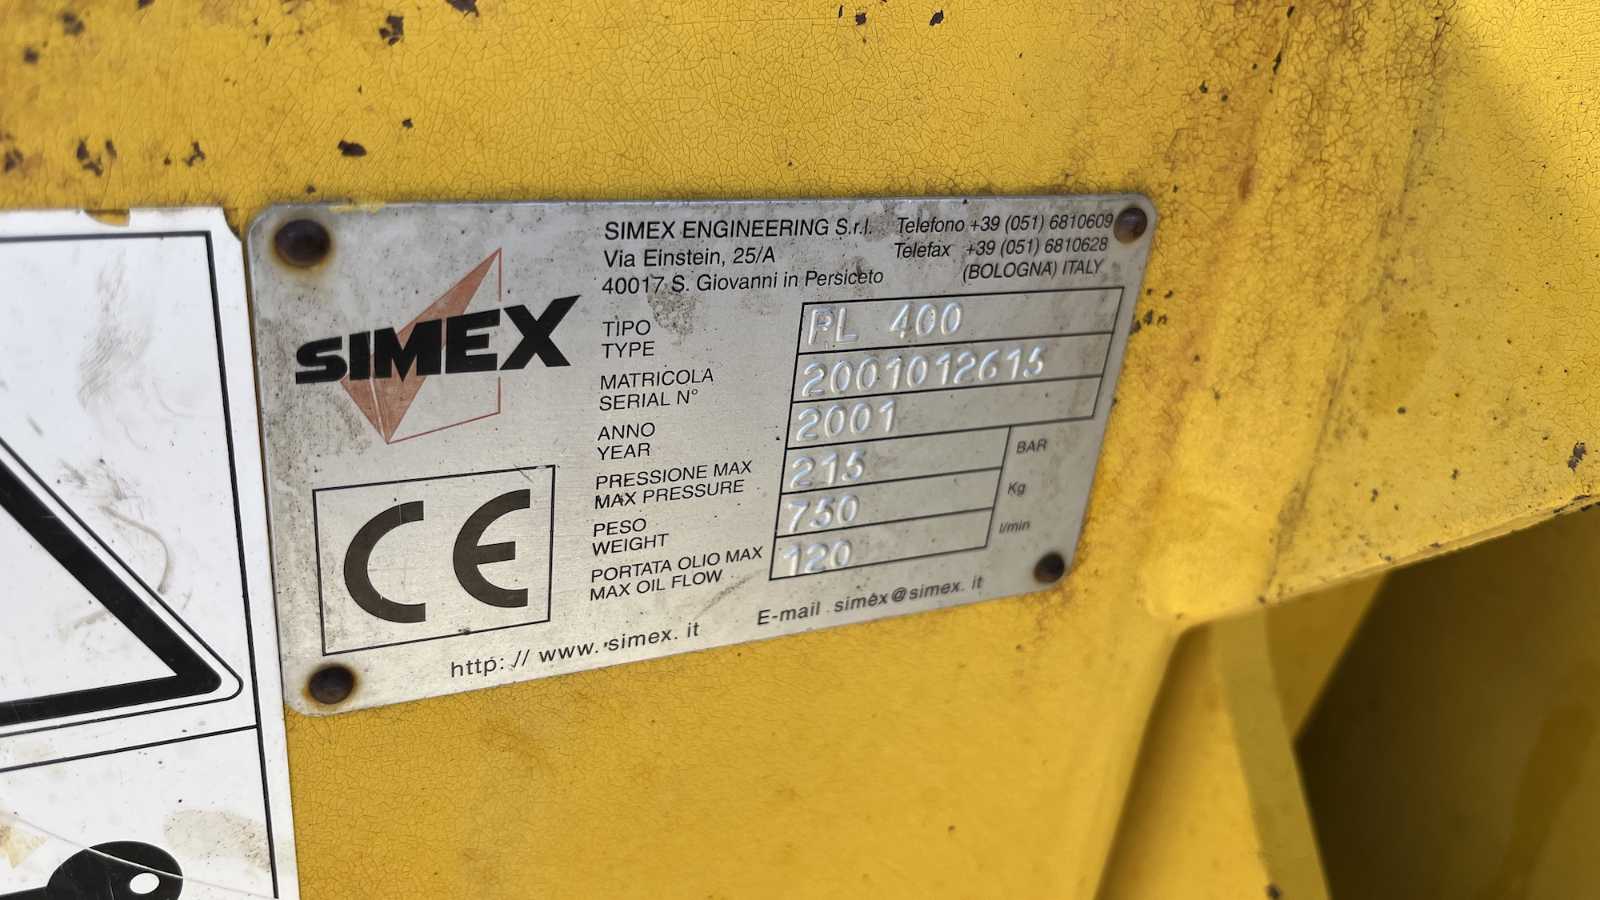 SIMEX ENGINEERING S.r.l. Telefono +39 (051) 6810609
Via Einstein, 25/A Telefax +39 (051) 6810628
40017 S. Giovanni in Persiceto (BOLOGNA) ITALY
SIMEX
TIPO
TYPE
PL 400
MATRICOLA
SERIAL N°
2001012615
ANNO
YEAR
2001
PRESSIONE MAX
MAX PRESSURE
215 BAR
PESO
WEIGHT
750 Kg
PORTATA OLIO MAX
MAX OIL FLOW
120 l/min
CE
http: // www. simex. it
E-mail simex@simex. it